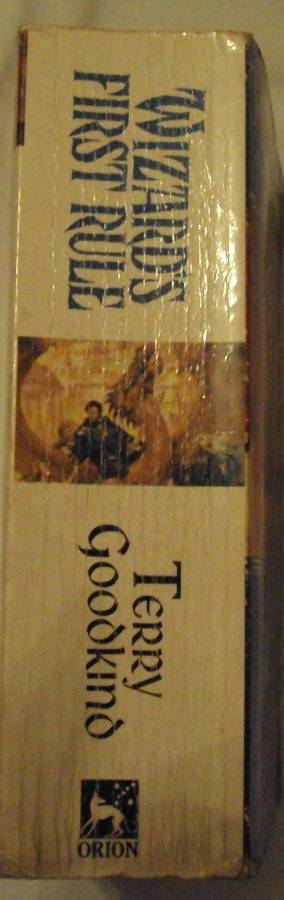 WIZARD'S
FIRST RULE
Terry
Goodkind
ORION